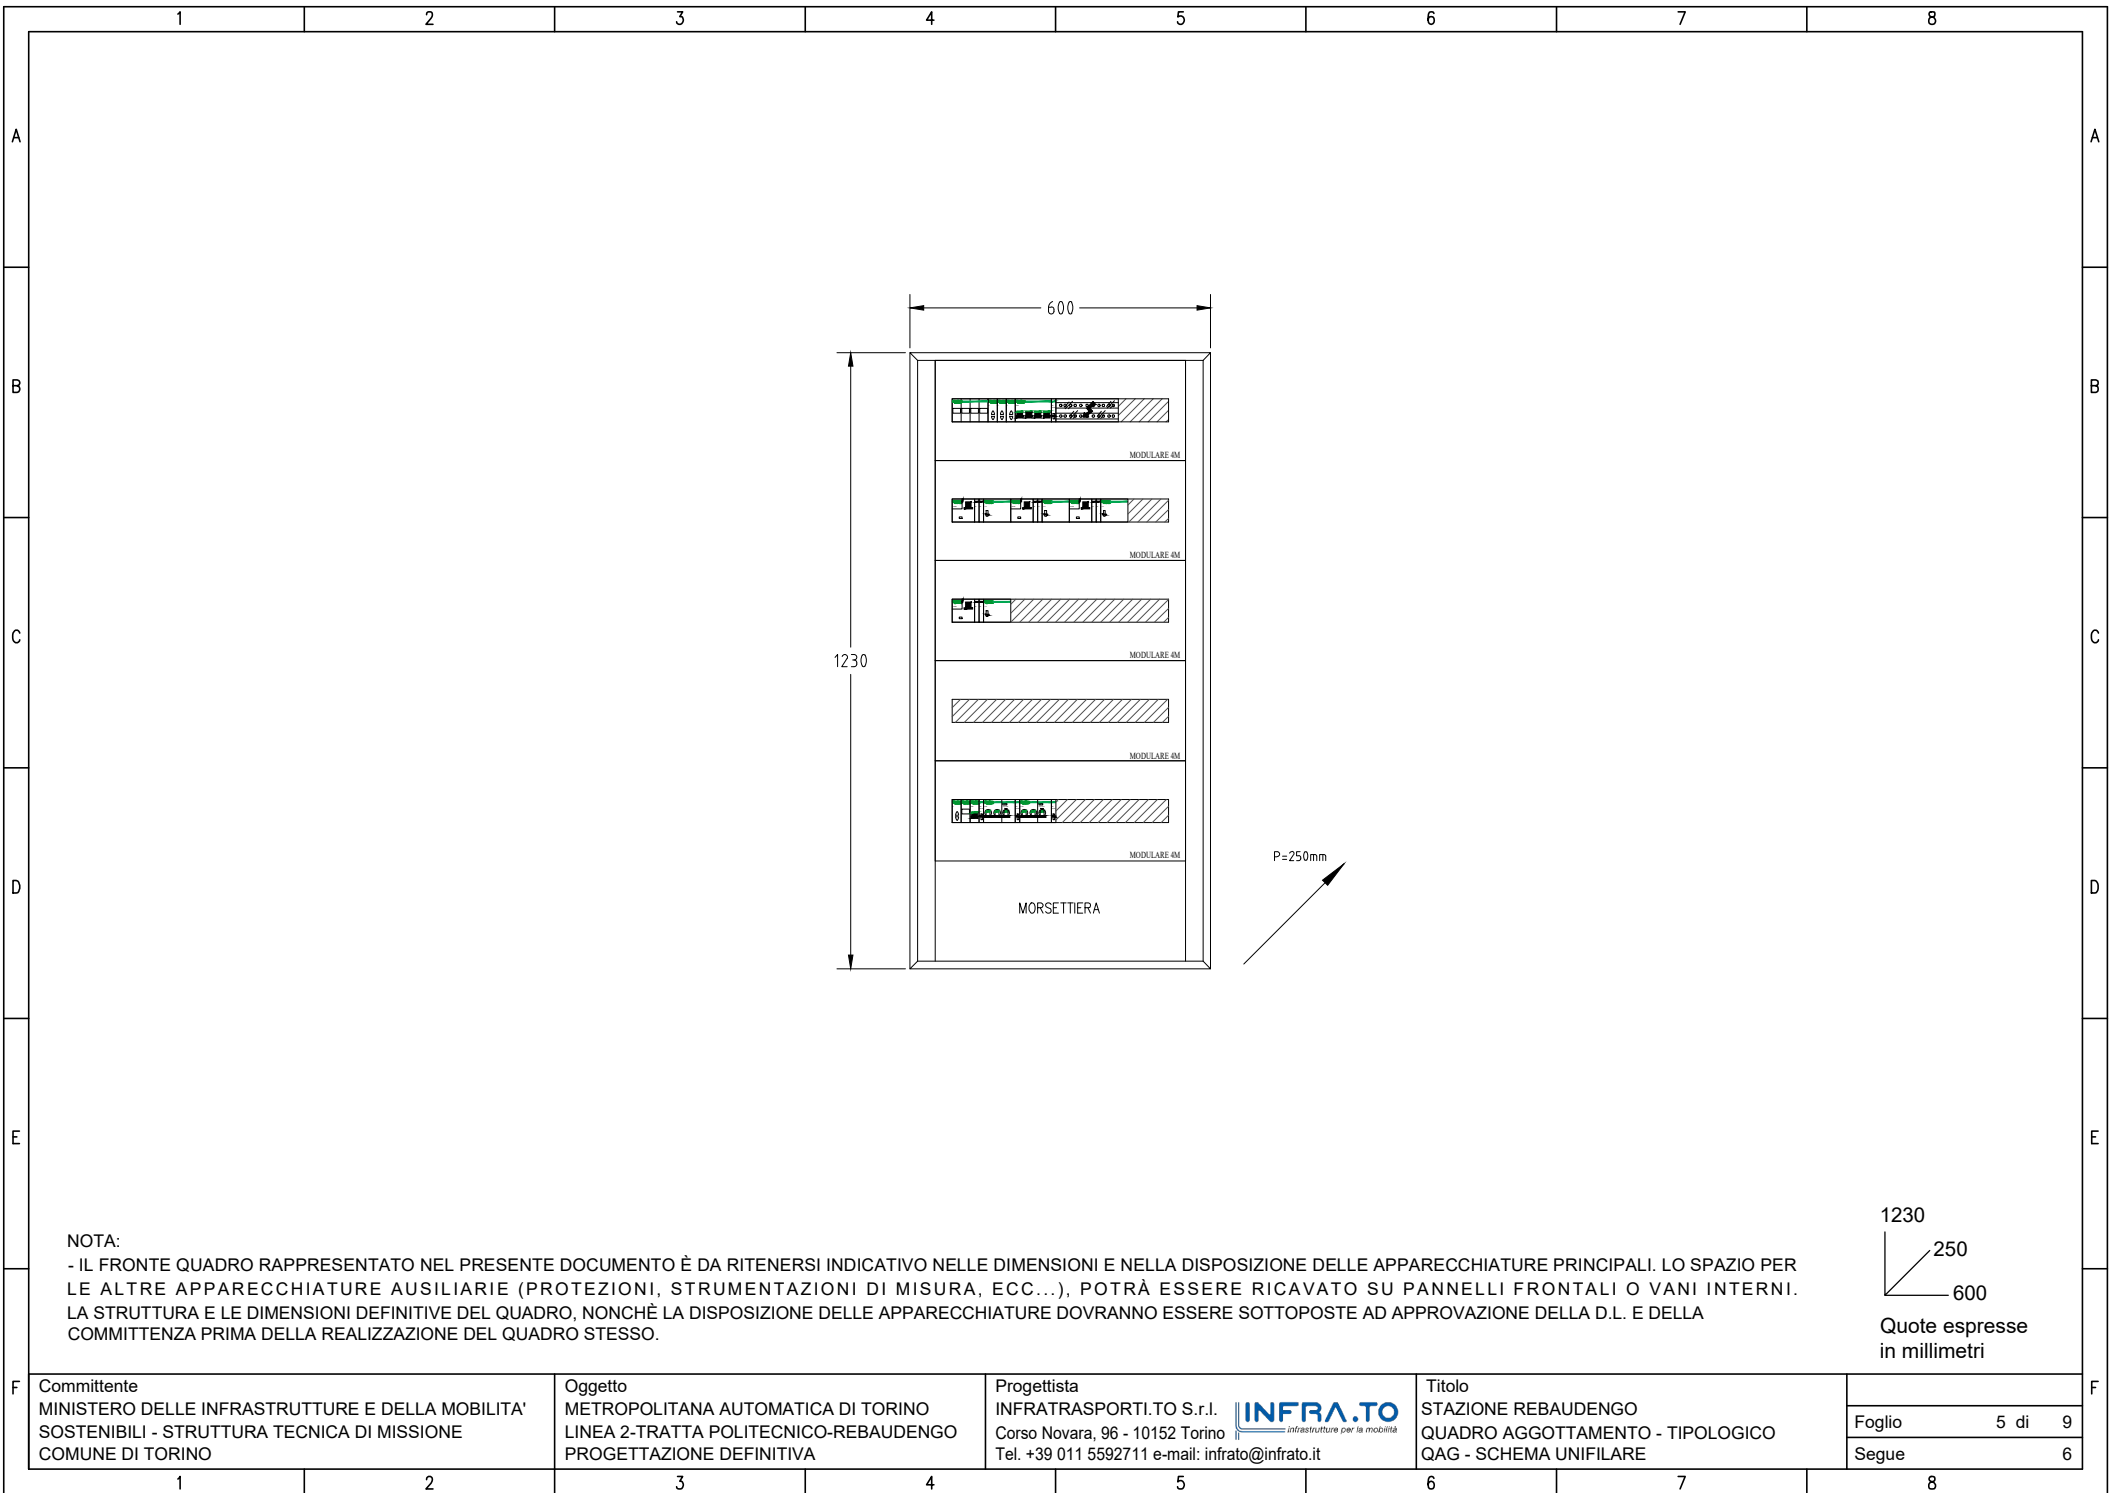 1 2 3 4 5 6 7 8
A A
B B
C C
D D
E E
F F
600
1230
MODULARE 4M
MODULARE 4M
MODULARE 4M
MODULARE 4M
MODULARE 4M
MORSETTIERA
P=250mm
NOTA:
- IL FRONTE QUADRO RAPPRESENTATO NEL PRESENTE DOCUMENTO È DA RITENERSI INDICATIVO NELLE DIMENSIONI E NELLA DISPOSIZIONE DELLE APPARECCHIATURE PRINCIPALI. LO SPAZIO PER
LE ALTRE APPARECCHIATURE AUSILIARIE (PROTEZIONI, STRUMENTAZIONI DI MISURA, ECC...), POTRÀ ESSERE RICAVATO SU PANNELLI FRONTALI O VANI INTERNI.
LA STRUTTURA E LE DIMENSIONI DEFINITIVE DEL QUADRO, NONCHÈ LA DISPOSIZIONE DELLE APPARECCHIATURE DOVRANNO ESSERE SOTTOPOSTE AD APPROVAZIONE DELLA D.L. E DELLA
COMMITTENZA PRIMA DELLA REALIZZAZIONE DEL QUADRO STESSO.
1230
250
600
Quote espresse
in millimetri
Committente
MINISTERO DELLE INFRASTRUTTURE E DELLA MOBILITA'
SOSTENIBILI - STRUTTURA TECNICA DI MISSIONE
COMUNE DI TORINO
Oggetto
METROPOLITANA AUTOMATICA DI TORINO
LINEA 2-TRATTA POLITECNICO-REBAUDENGO
PROGETTAZIONE DEFINITIVA
Progettista
INFRATRASPORTI.TO S.r.l.
Corso Novara, 96 - 10152 Torino
Tel. +39 011 5592711 e-mail: infrato@infrato.it
INFRA.TO
infrastrutture per la mobilità
Titolo
STAZIONE REBAUDENGO
QUADRO AGGOTTAMENTO - TIPOLOGICO
QAG - SCHEMA UNIFILARE
Foglio 5 di 9
Segue 6
1 2 3 4 5 6 7 8